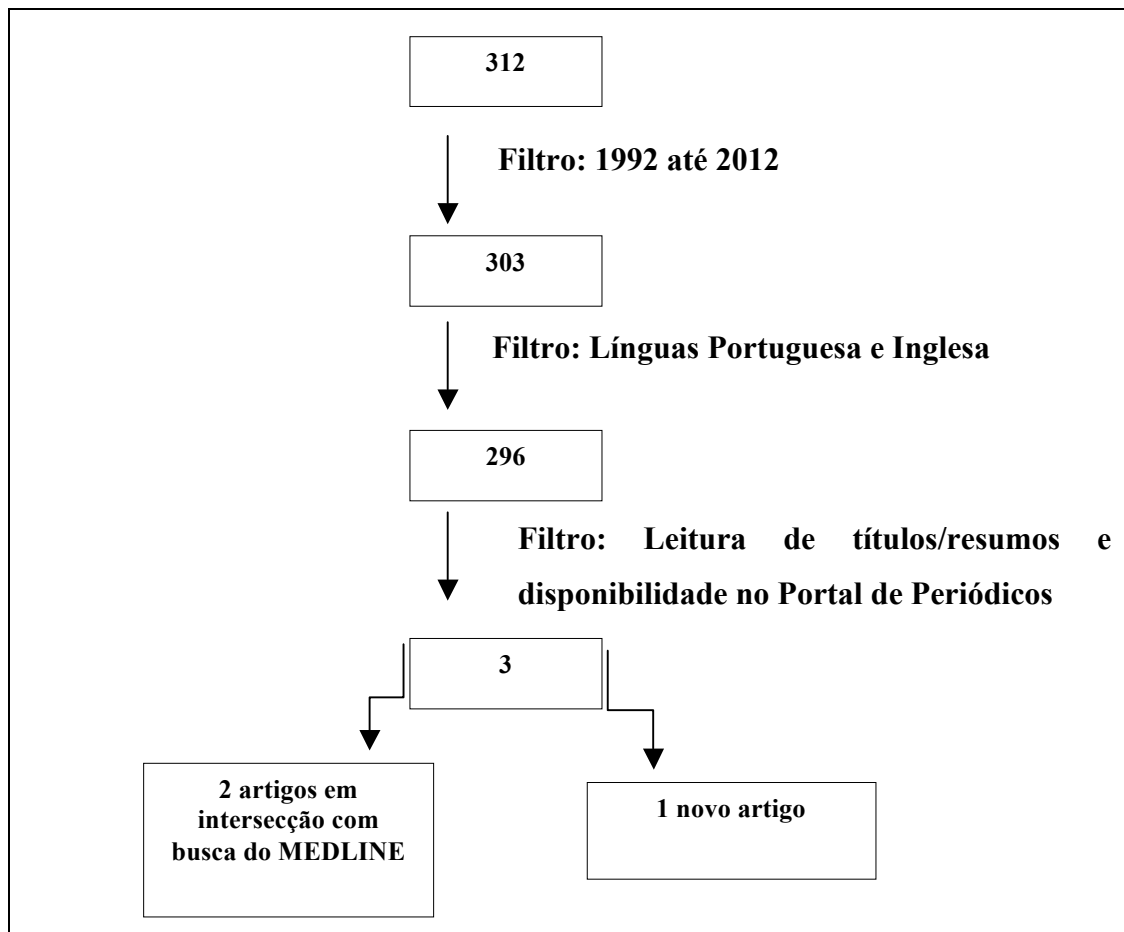 312
Filtro: 1992 até 2012
303
Filtro: Línguas Portuguesa e Inglesa
296
Filtro: Leitura de títulos/resumos e
disponibilidade no Portal de Periódicos
3
2 artigos em
intersecção com
busca do MEDLINE
1 novo artigo